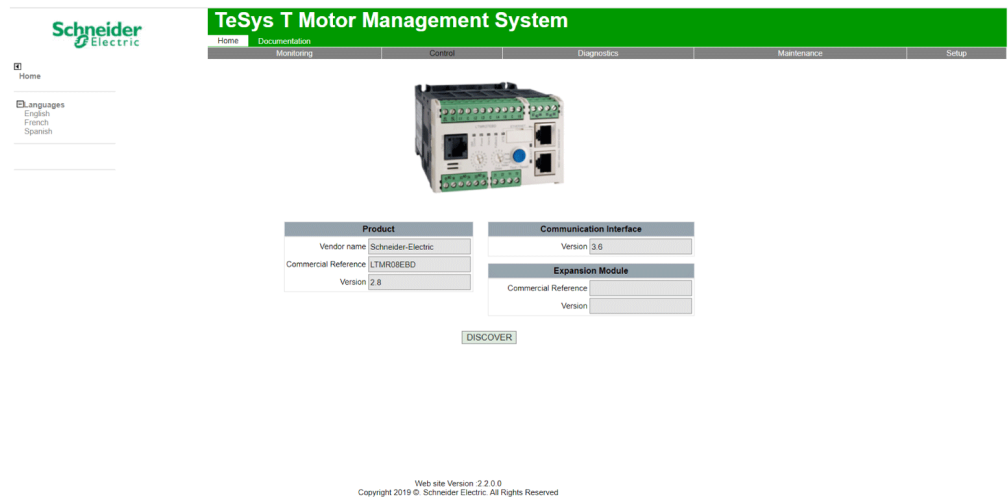 Schneider
Electric
TeSys T Motor Management System
Home Documentation
Monitoring Control Diagnostics Maintenance Setup
Home
Languages
English
French
Spanish
Product
Vendor name Schneider-Electric
Commercial Reference LTMR08EBD
Version 2.8
Communication Interface
Version 3.6
Expansion Module
Commercial Reference
Version
DISCOVER
Web site Version :2.2.0.0
Copyright 2019 ©. Schneider Electric. All Rights Reserved